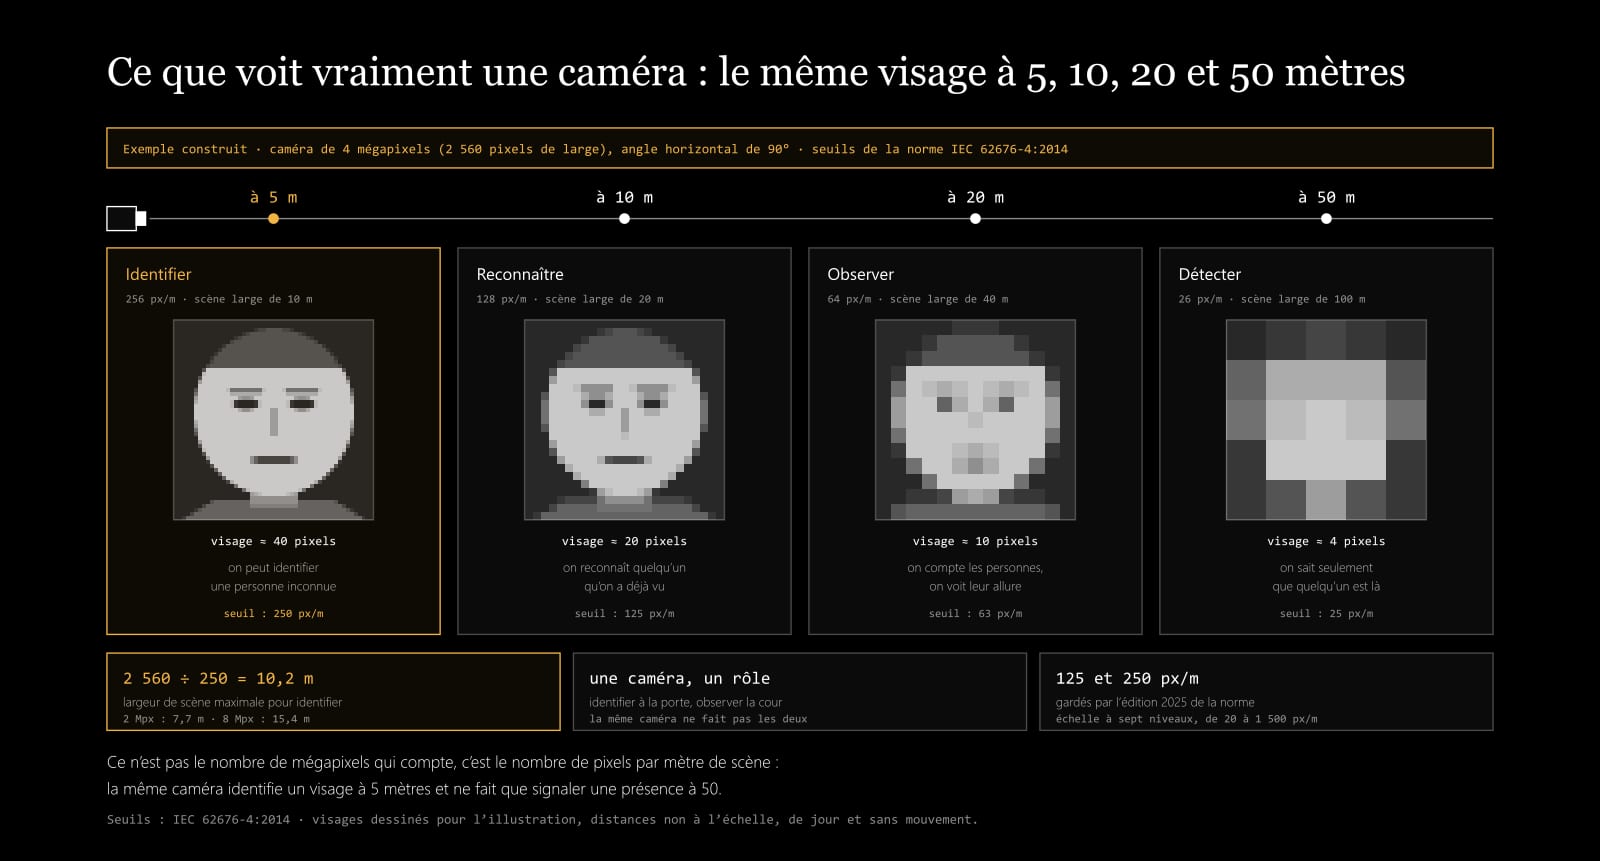 Ce que voit vraiment une caméra : le même visage à 5, 10, 20 et 50 mètres
Exemple construit · caméra de 4 mégapixels (2 560 pixels de large), angle horizontal de 90° · seuils de la norme IEC 62676-4:2014
à 5 m
à 10 m
à 20 m
à 50 m
Identifier
256 px/m · scène large de 10 m
visage ≈ 40 pixels
on peut identifier
une personne inconnue
seuil : 250 px/m
Reconnaître
128 px/m · scène large de 20 m
visage ≈ 20 pixels
on reconnaît quelqu’un
qu’on a déjà vu
seuil : 125 px/m
Observer
64 px/m · scène large de 40 m
visage ≈ 10 pixels
on compte les personnes,
on voit leur allure
seuil : 63 px/m
Détecter
26 px/m · scène large de 100 m
visage ≈ 4 pixels
on sait seulement
que quelqu’un est là
seuil : 25 px/m
2 560 ÷ 250 = 10,2 m
largeur de scène maximale pour identifier
2 Mpx : 7,7 m · 8 Mpx : 15,4 m
une caméra, un rôle
identifier à la porte, observer la cour
la même caméra ne fait pas les deux
125 et 250 px/m
gardés par l’édition 2025 de la norme
échelle à sept niveaux, de 20 à 1 500 px/m
Ce n’est pas le nombre de mégapixels qui compte, c’est le nombre de pixels par mètre de scène :
la même caméra identifie un visage à 5 mètres et ne fait que signaler une présence à 50.
Seuils : IEC 62676-4:2014 · visages dessinés pour l’illustration, distances non à l’échelle, de jour et sans mouvement.